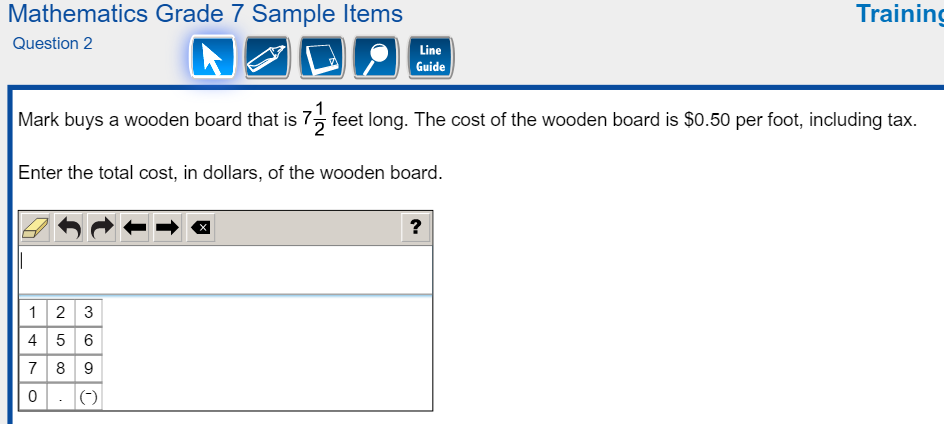 Mathematics Grade 7 Sample Items
Training
Question 2
Line
Guide
Mark buys a wooden board that is 7 1/2 feet long. The cost of the wooden board is $0.50 per foot, including tax.
Enter the total cost, in dollars, of the wooden board.
?
1 2 3
4 5 6
7 8 9
0 . (-)